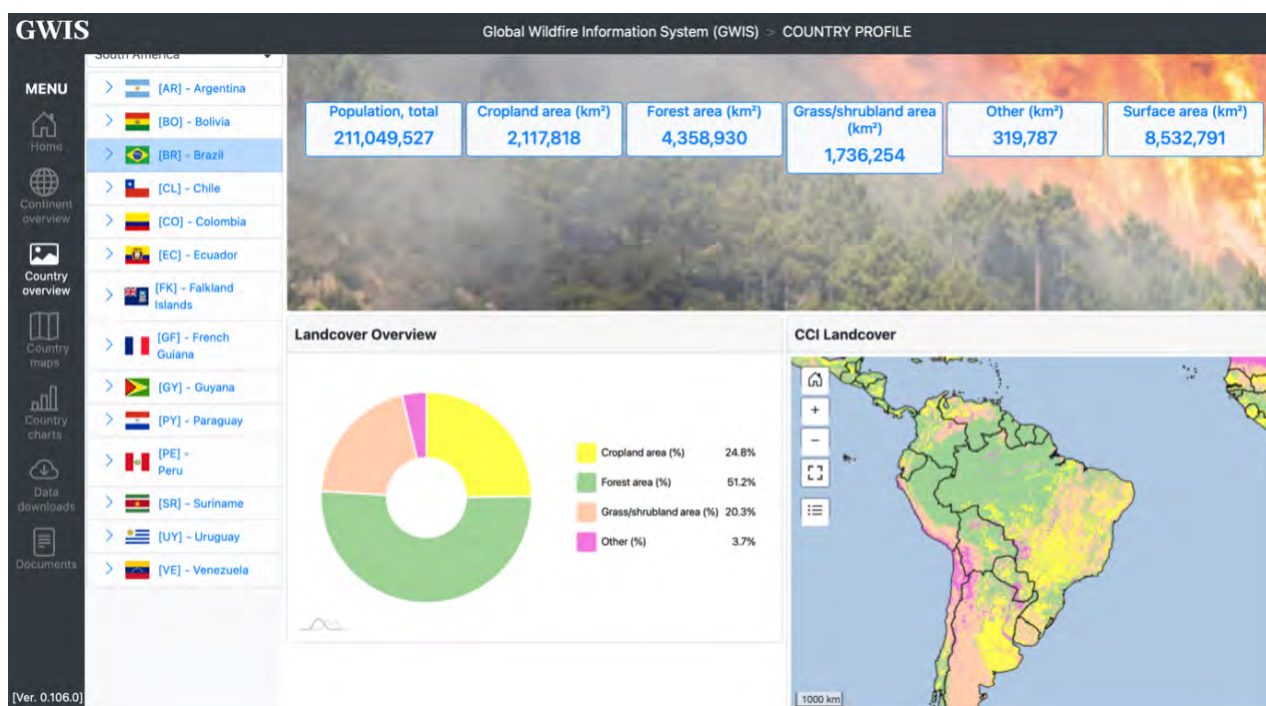 GWIS
Global Wildfire Information System (GWIS) > COUNTRY PROFILE
South America
MENU
Home
Continent
overview
Country
overview
Country
maps
Country
charts
Data
downloads
Documents
[Ver. 0.106.0]
[AR] - Argentina
[BO] - Bolivia
[BR] - Brazil
[CL] - Chile
[CO] - Colombia
[EC] - Ecuador
[FK] - Falkland
Islands
[GF] - French
Guiana
[GY] - Guyana
[PY] - Paraguay
[PE] -
Peru
[SR] - Suriname
[UY] - Uruguay
[VE] - Venezuela
Population, total
211,049,527
Cropland area (km²)
2,117,818
Forest area (km²)
4,358,930
Grass/shrubland area
(km²)
1,736,254
Other (km²)
319,787
Surface area (km²)
8,532,791
Landcover Overview
Cropland area (%) 24.8%
Forest area (%) 51.2%
Grass/shrubland area (%) 20.3%
Other (%) 3.7%
CCI Landcover
+
−
1000 km